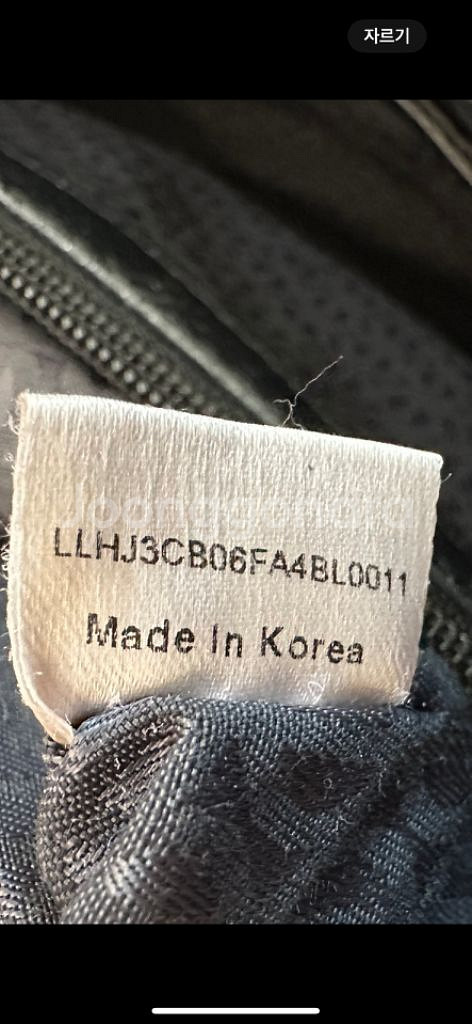 자르기
LLHJ3CB06FA4BL0011
Made In Korea